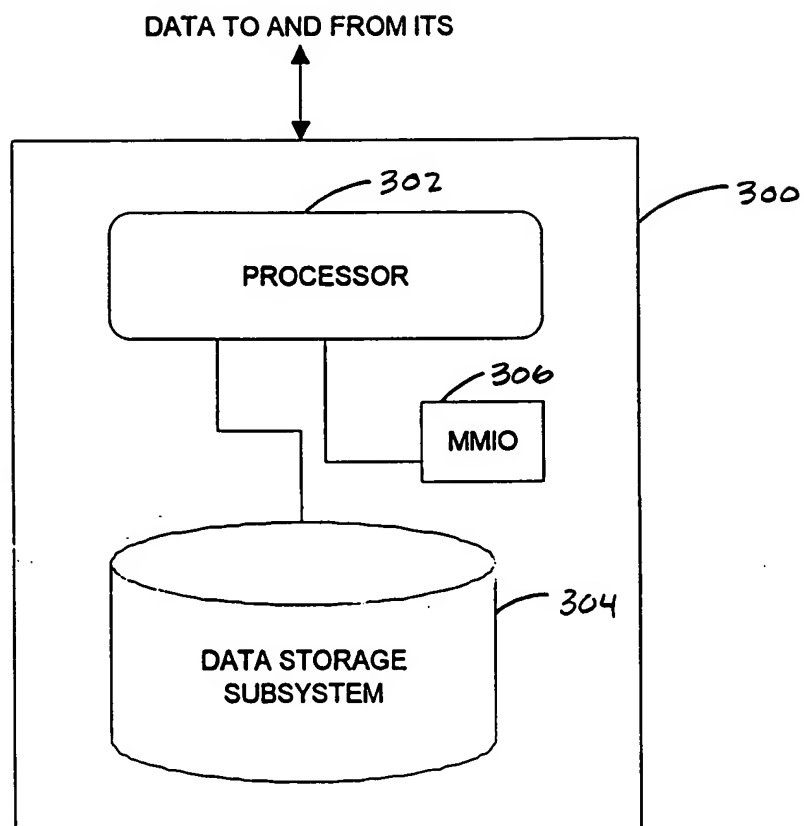 DATA TO AND FROM ITS
302
300
PROCESSOR
306
MMIO
304
DATA STORAGE
SUBSYSTEM